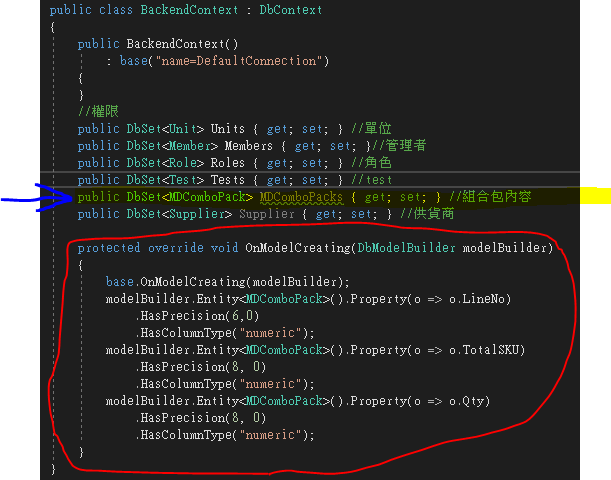 public class BackendContext : DbContext
{
public BackendContext()
: base("name=DefaultConnection")
{
}
//權限
public DbSet<Unit> Units { get; set; } //單位
public DbSet<Member> Members { get; set; }//管理者
public DbSet<Role> Roles { get; set; } //角色
public DbSet<Test> Tests { get; set; } //test
public DbSet<MDComboPack> MDComboPacks { get; set; } //組合包內容
public DbSet<Supplier> Supplier { get; set; } //供貨商
protected override void OnModelCreating(DbModelBuilder modelBuilder)
{
base.OnModelCreating(modelBuilder);
modelBuilder.Entity<MDComboPack>().Property(o => o.LineNo)
.HasPrecision(6,0)
.HasColumnType("numeric");
modelBuilder.Entity<MDComboPack>().Property(o => o.TotalSKU)
.HasPrecision(8, 0)
.HasColumnType("numeric");
modelBuilder.Entity<MDComboPack>().Property(o => o.Qty)
.HasPrecision(8, 0)
.HasColumnType("numeric");
}
}